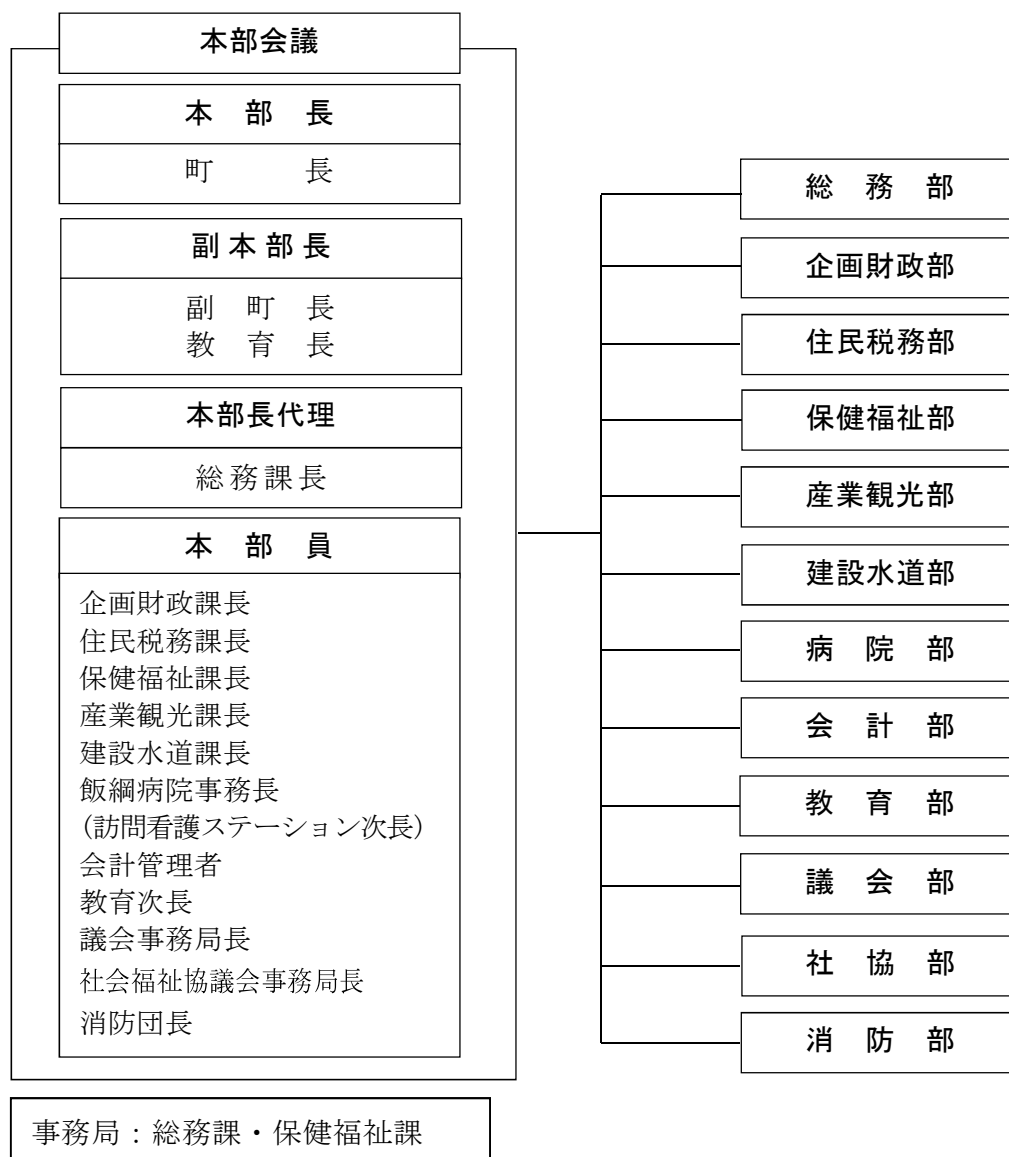 本部会議
本 部 長
町 長
副本部長
副 町 長
教 育 長
本部長代理
総務課長
本 部 員
企画財政課長
住民税務課長
保健福祉課長
産業観光課長
建設水道課長
飯綱病院事務長
(訪問看護ステーション次長)
会計管理者
教育次長
議会事務局長
社会福祉協議会事務局長
消防団長
総 務 部
企画財政部
住民税務部
保健福祉部
産業観光部
建設水道部
病 院 部
会 計 部
教 育 部
議 会 部
社 協 部
消 防 部
事務局:総務課・保健福祉課